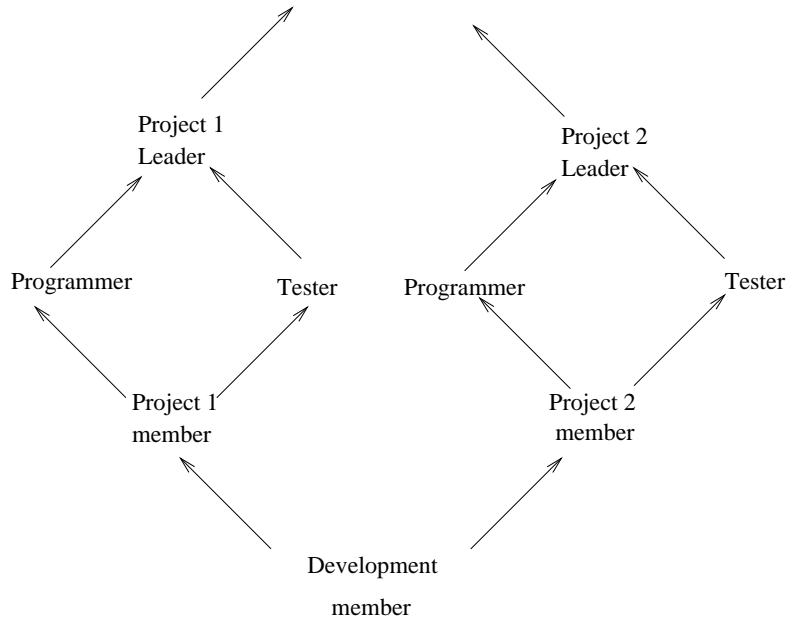 Project 1
Leader
Project 2
Leader
Programmer
Tester
Programmer
Tester
Project 1
member
Project 2
member
Development
member